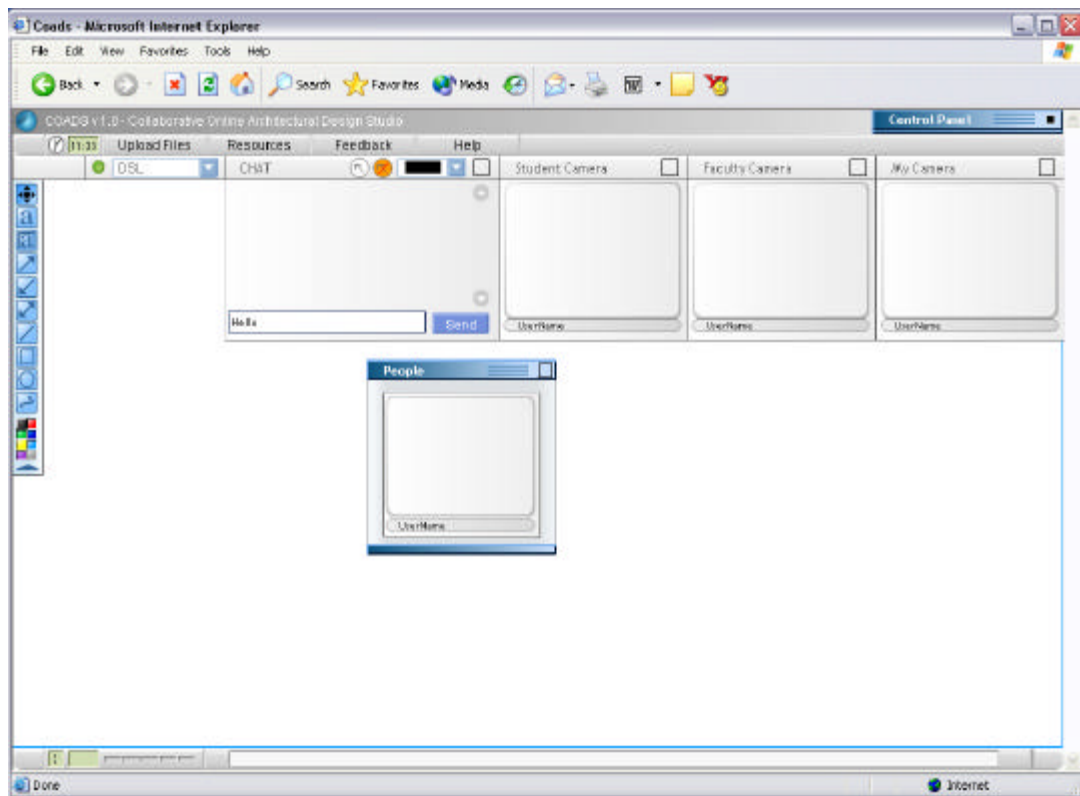 Coads - Microsoft Internet Explorer
File Edit View Favorites Tools Help
Back Search Favorites Media
COADS v1.0 - Collaborative Online Architectural Design Studio Control Panel
11:33 Upload Files Resources Feedback Help
DSL CHAT Student Camera Faculty Camera My Camera
a
Hello Send UserName UserName UserName
People
UserName
Done Internet